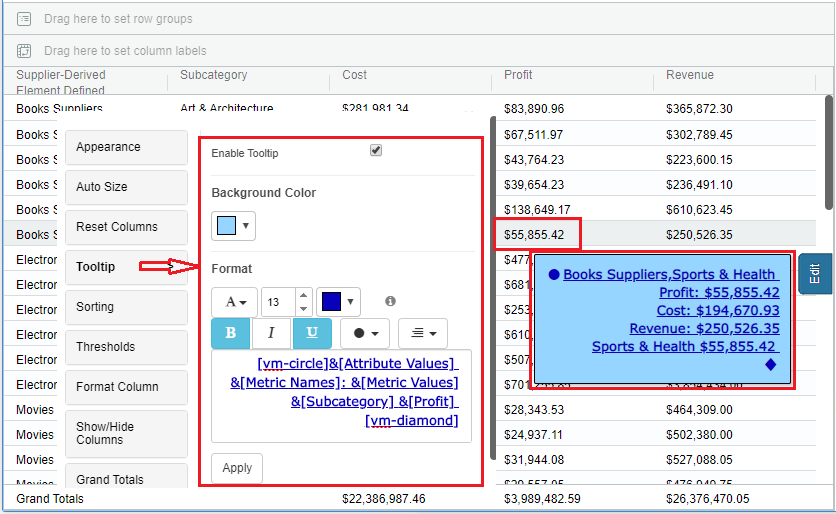 Drag here to set row groups
Drag here to set column labels
Supplier-Derived Element Defined Subcategory Cost Profit Revenue
Books Suppliers Art & Architecture $281,981.34 $83,890.96 $365,872.30
Books S $67,511.97 $302,789.45
Books S $43,764.23 $223,600.15
Books S $39,654.23 $236,491.10
Books S $138,649.17 $610,623.45
Books S $55,855.42 $250,526.35
Electror $477
Electror $681
Electror $253
Electror $610
Electror $507
Electror
Movies $28,343.53 $464,309.00
Movies $24,937.11 $502,380.00
Movies $31,944.08 $527,088.05
Movies
Grand Totals $22,386,987.46 $3,989,482.59 $26,376,470.05
Appearance
Auto Size
Reset Columns
Tooltip
Sorting
Thresholds
Format Column
Show/Hide
Columns
Grand Totals
Enable Tooltip
Background Color
Format
A 13
B I U
[vm-circle]&[Attribute Values]
&[Metric Names]: &[Metric Values]
&[Subcategory] &[Profit]
[vm-diamond]
Apply
Books Suppliers,Sports & Health
Profit: $55,855.42
Cost: $194,670.93
Revenue: $250,526.35
Sports & Health $55,855.42
Edit